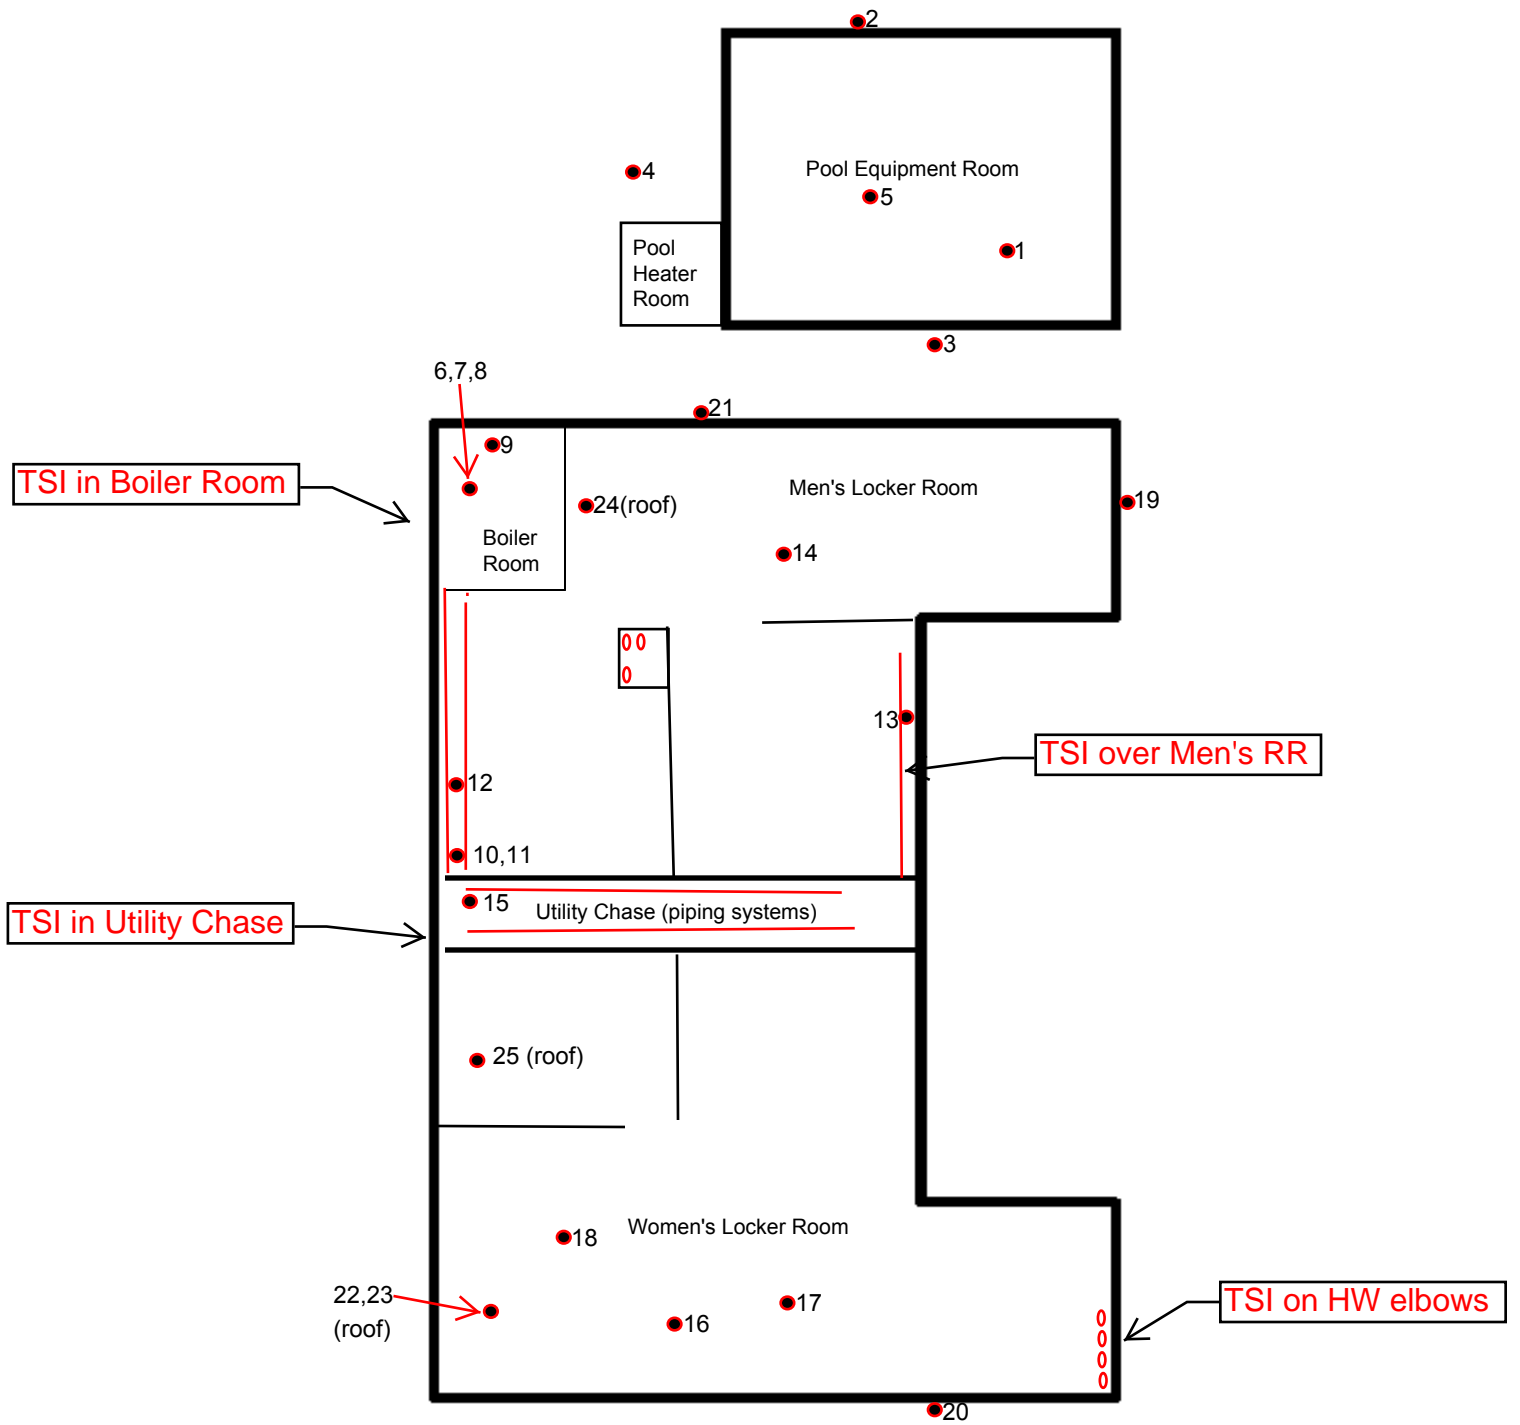 2
4
Pool Equipment Room
5
Pool
Heater
Room
1
3
6,7,8
21
9
TSI in Boiler Room
24(roof)
Men's Locker Room
19
Boiler
Room
14
13
TSI over Men's RR
12
10,11
15
Utility Chase (piping systems)
TSI in Utility Chase
25 (roof)
18
Women's Locker Room
22,23
(roof)
17
16
TSI on HW elbows
20